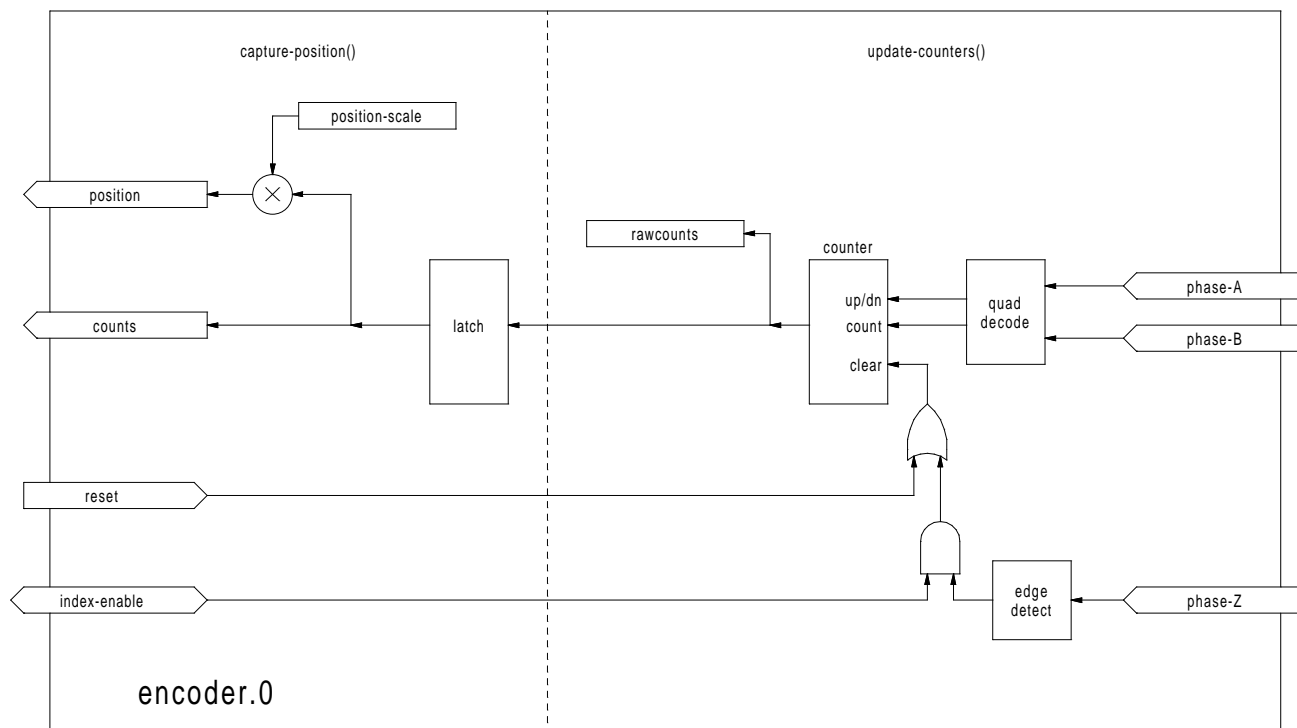 capture-position()
update-counters()
position-scale
position
rawcounts
counter
up/dn
quad
decode
phase-A
counts
latch
count
phase-B
clear
reset
index-enable
edge
detect
phase-Z
encoder.0